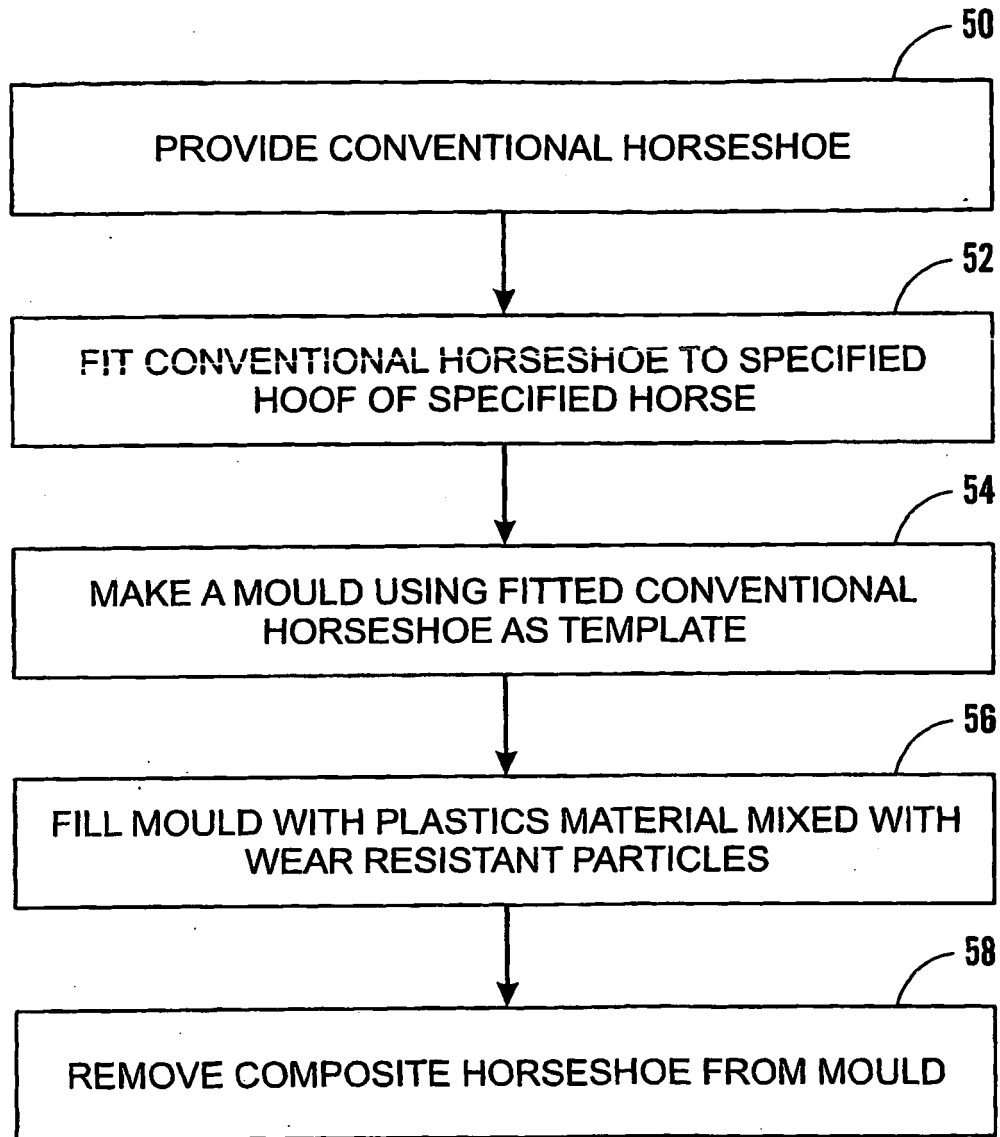 50
PROVIDE CONVENTIONAL HORSESHOE
52
FIT CONVENTIONAL HORSESHOE TO SPECIFIED
HOOF OF SPECIFIED HORSE
54
MAKE A MOULD USING FITTED CONVENTIONAL
HORSESHOE AS TEMPLATE
56
FILL MOULD WITH PLASTICS MATERIAL MIXED WITH
WEAR RESISTANT PARTICLES
58
REMOVE COMPOSITE HORSESHOE FROM MOULD